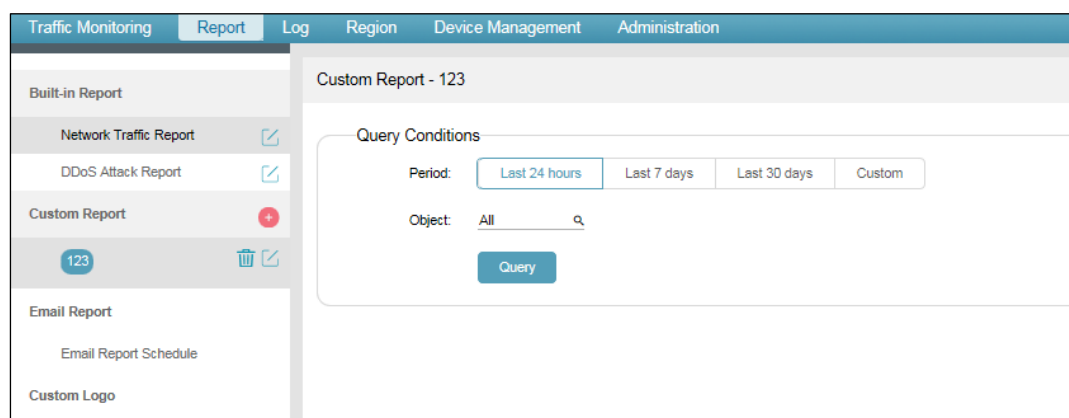 Traffic Monitoring Report Log Region Device Management Administration
Built-in Report
Network Traffic Report
DDoS Attack Report
Custom Report
123
Email Report
Email Report Schedule
Custom Logo
Custom Report - 123
Query Conditions
Period: Last 24 hours Last 7 days Last 30 days Custom
Object: All
Query